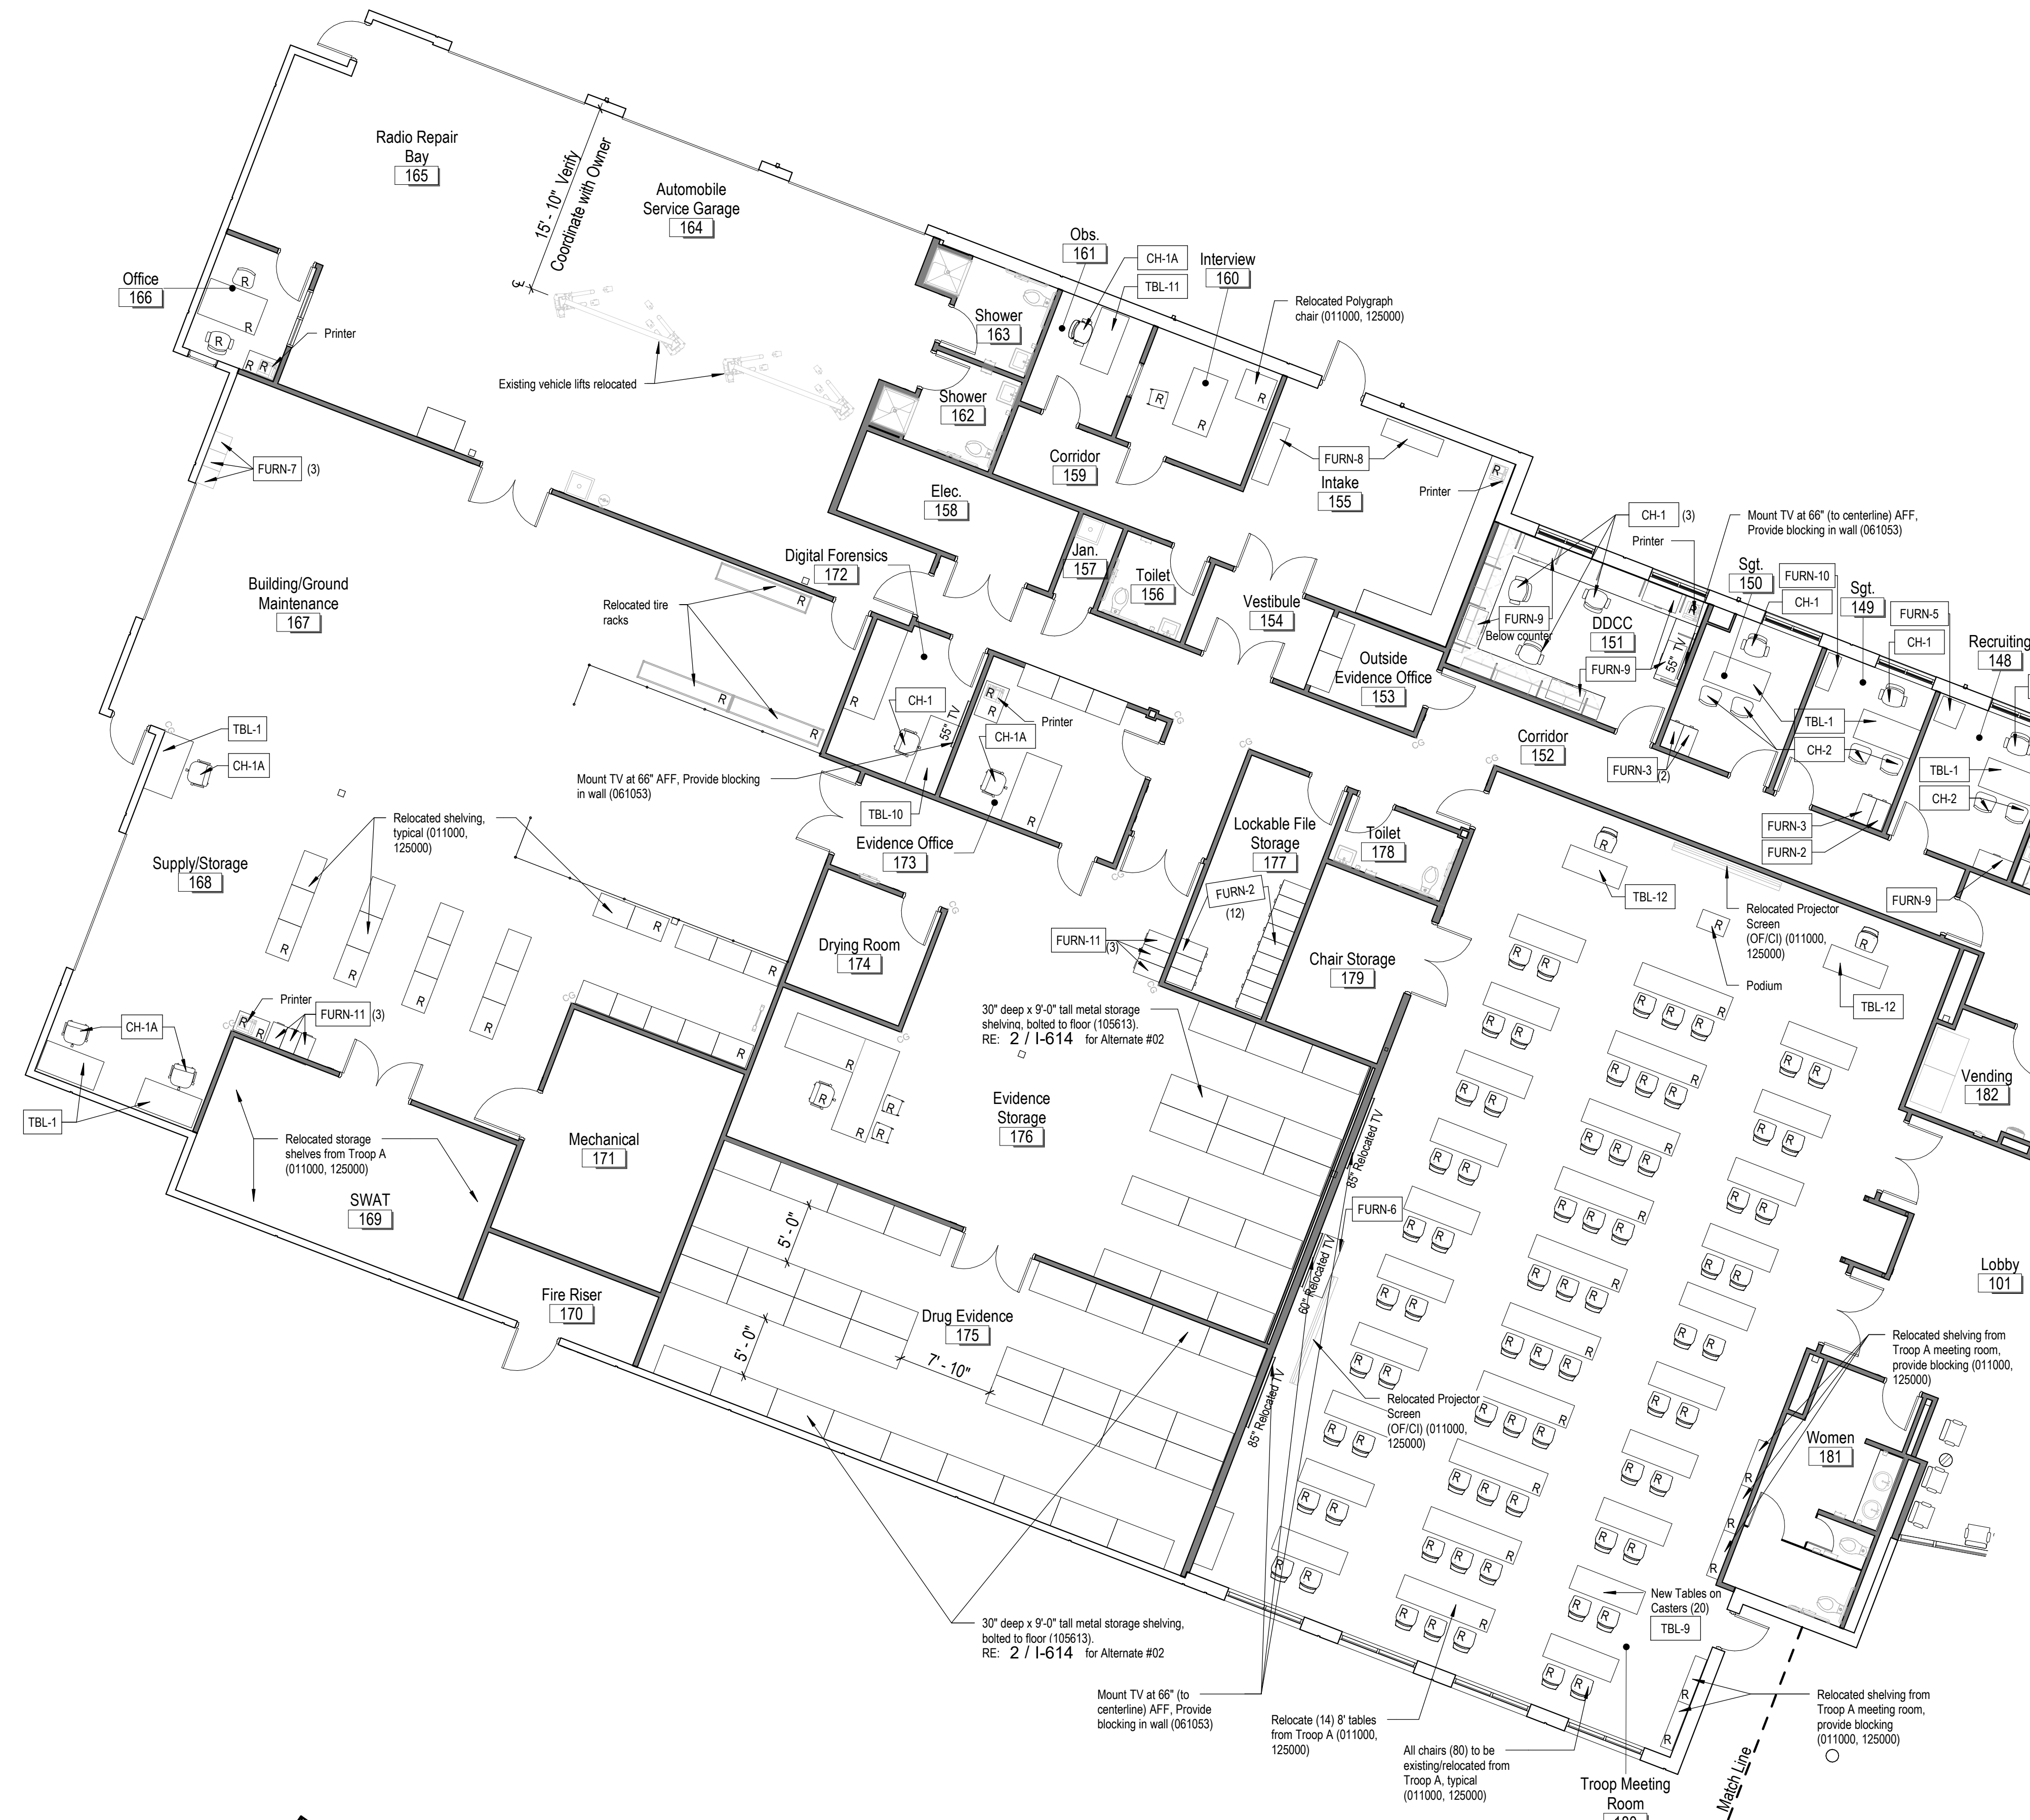 Radio Repair
Bay
165
15' - 10" Verify
Coordinate with Owner
Automobile
Service Garage
164
Office
166
R
R
R
R
R
Printer
Existing vehicle lifts relocated
Obs.
161
CH-1A
TBL-11
Interview
160
Relocated Polygraph
chair (011000, 125000)
R
R
R
Shower
163
Shower
162
Corridor
159
FURN-8
Intake
155
Printer
R
FURN-7
(3)
Elec.
158
Jan.
157
Toilet
156
Vestibule
154
Digital Forensics
172
Building/Ground
Maintenance
167
Relocated tire
racks
R
R
R
CH-1
(3)
Printer
Mount TV at 66" (to centerline) AFF,
Provide blocking in wall (061053)
FURN-9
Below counter
DDCC
151
FURN-9
55" TV
R
Sgt.
150
FURN-10
CH-1
Sgt.
149
FURN-5
CH-1
Recruiting
148
Outside
Evidence Office
153
TBL-1
CH-2
FURN-3
(2)
FURN-3
FURN-2
TBL-1
CH-2
FURN-9
Corridor
152
CG
CG
CG
CG
R
CH-1
55" TV
R
R
Printer
CH-1A
R
TBL-10
Evidence Office
173
Mount TV at 66" AFF, Provide blocking
in wall (061053)
CG
TBL-1
CH-1A
Relocated shelving,
typical (011000,
125000)
Supply/Storage
168
R
R
R
R
R
R
R
CG
Lockable File
Storage
177
FURN-2
(12)
Toilet
178
FURN-11
(3)
CG
CG
Chair Storage
179
Drying Room
174
CG
CG
R
TBL-12
R
Podium
R
TBL-12
Relocated Projector
Screen
(OF/CI) (011000,
125000)
Printer
FURN-11
(3)
CG
R
R
CH-1A
TBL-1
Relocated storage
shelves from Troop A
(011000, 125000)
SWAT
169
Mechanical
171
Fire Riser
170
30" deep x 9'-0" tall metal storage
shelving, bolted to floor (105613).
RE: 2 / I-614 for Alternate #02
Evidence
Storage
176
R
R
R
R
R
5' - 0"
5' - 0"
7' - 10"
Drug Evidence
175
85" Relocated TV
FURN-6
60" Relocated TV
85" Relocated TV
Relocated Projector
Screen
(OF/CI) (011000,
125000)
Vending
182
Lobby
101
Relocated shelving from
Troop A meeting room,
provide blocking (011000,
125000)
Women
181
R
R
R
New Tables on
Casters (20)
TBL-9
30" deep x 9'-0" tall metal storage shelving,
bolted to floor (105613).
RE: 2 / I-614 for Alternate #02
Mount TV at 66" (to
centerline) AFF, Provide
blocking in wall (061053)
Relocate (14) 8' tables
from Troop A (011000,
125000)
All chairs (80) to be
existing/relocated from
Troop A, typical
(011000, 125000)
Troop Meeting
Room
R
R
Relocated shelving from
Troop A meeting room,
provide blocking
(011000, 125000)
Match Line